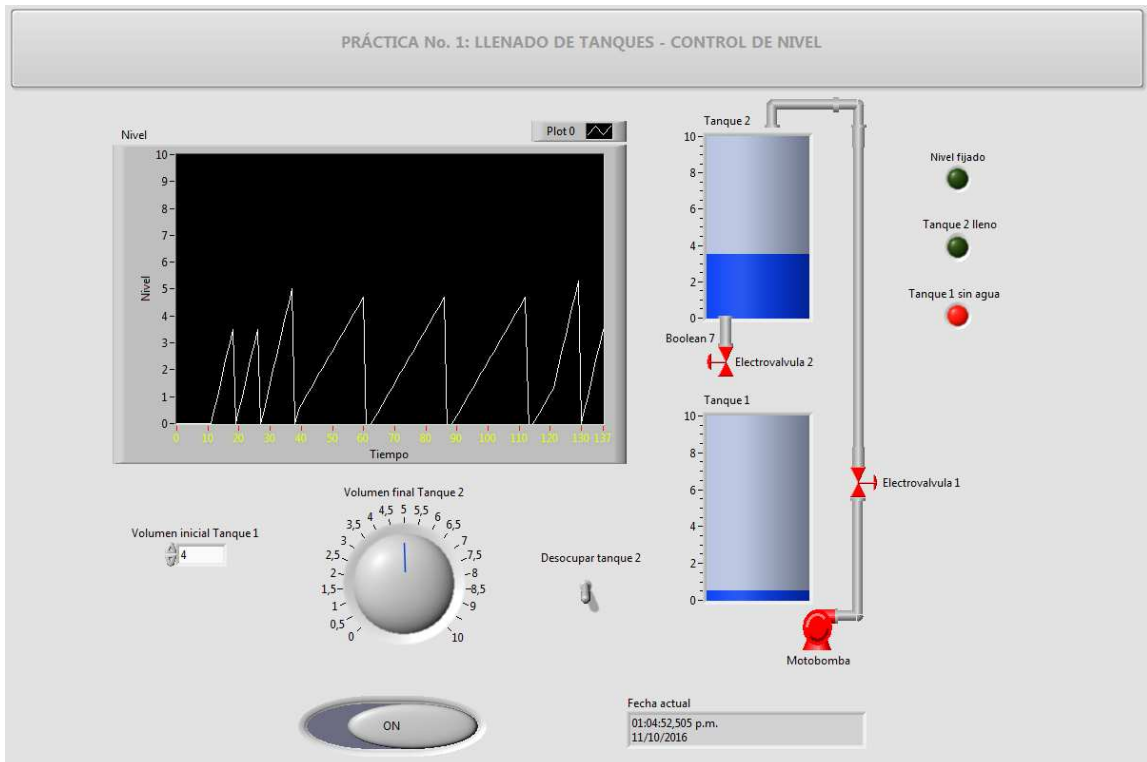 PRÁCTICA No. 1: LLENADO DE TANQUES - CONTROL DE NIVEL
Nivel
Plot 0
10
9
8
7
6
5
4
3
2
1
0
Nivel
0 10 20 30 40 50 60 70 80 90 100 110 120 130 137
Tiempo
Tanque 2
10
8
6
4
2
0
Boolean 7
Electrovalvula 2
Nivel fijado
Tanque 2 lleno
Tanque 1 sin agua
Tanque 1
10
8
6
4
2
0
Electrovalvula 1
Motobomba
Volumen inicial Tanque 1
4
Volumen final Tanque 2
0
0,5
1
1,5
2
2,5
3
3,5
4
4,5
5
5,5
6
6,5
7
7,5
8
8,5
9
10
Desocupar tanque 2
ON
Fecha actual
01:04:52,505 p.m.
11/10/2016